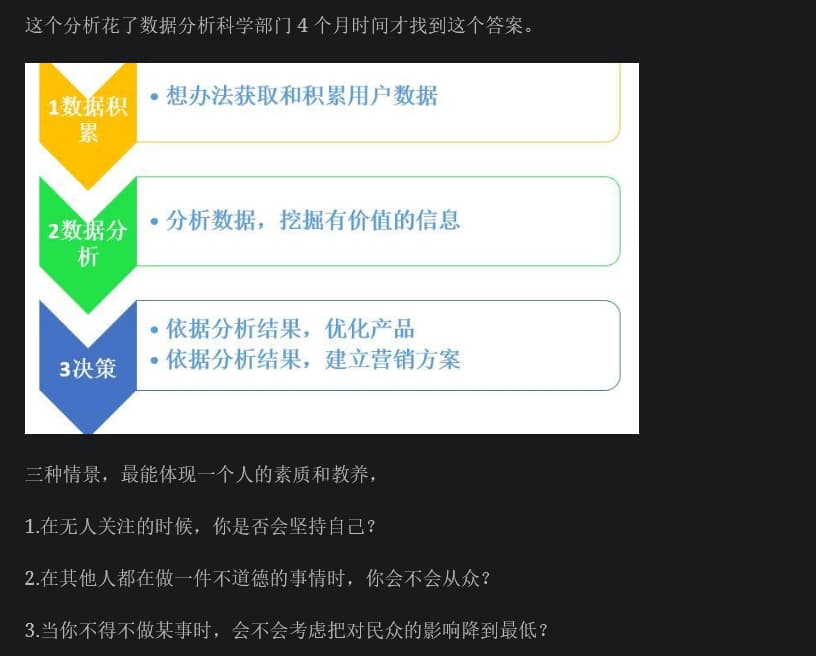 这个分析花了数据分析科学部门 4 个月时间才找到这个答案。
1数据积
累
• 想办法获取和积累用户数据
2数据分
析
• 分析数据，挖掘有价值的信息
3决策
• 依据分析结果，优化产品
• 依据分析结果，建立营销方案
三种情景，最能体现一个人的素质和教养，
1.在无人关注的时候，你是否会坚持自己？
2.在其他人都在做一件不道德的事情时，你会不会从众？
3.当你不得不做某事时，会不会考虑把对民众的影响降到最低？